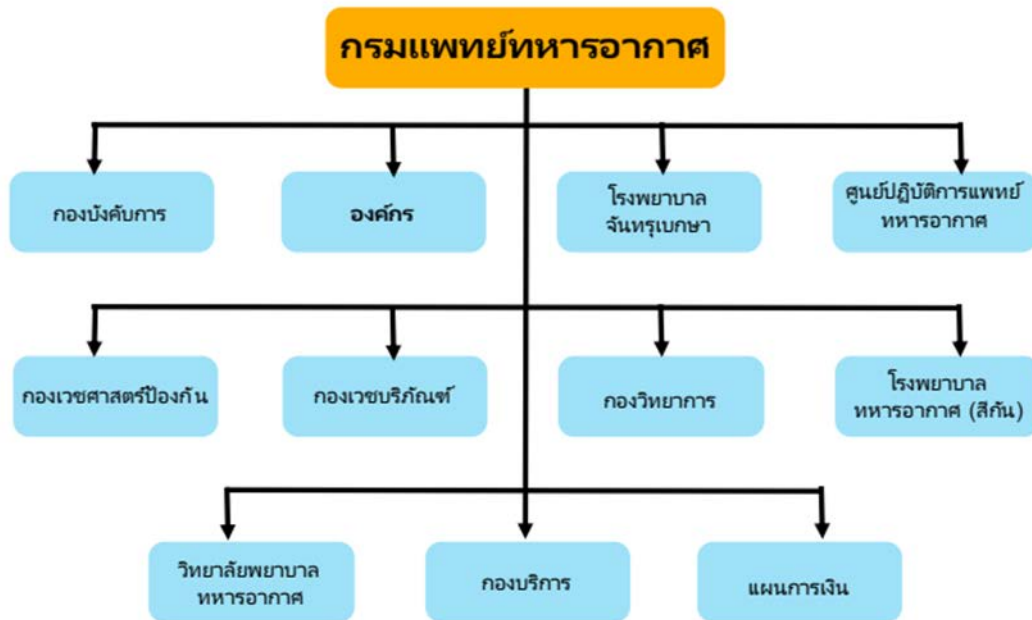 กรมแพทย์ทหารอากาศ
กองบังคับการ
องค์กร
โรงพยาบาล
จันทรุเบกษา
ศูนย์ปฏิบัติการแพทย์
ทหารอากาศ
กองเวชศาสตร์ป้องกัน
กองเวชบริภัณฑ์
กองวิทยาการ
โรงพยาบาล
ทหารอากาศ (สีกัน)
วิทยาลัยพยาบาล
ทหารอากาศ
กองบริการ
แผนการเงิน